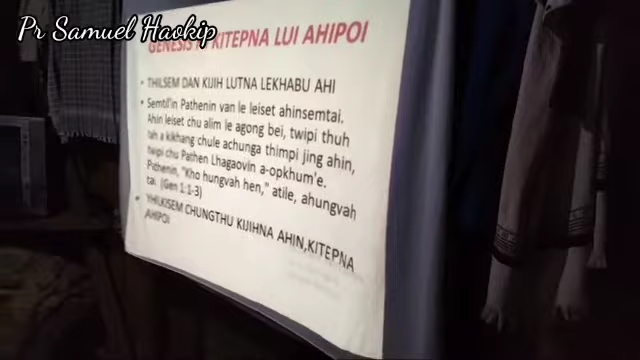 Pr Samuel Haokip
GENESIS KITEPNA LUI AHIPOI
THILSEM DAN KIJIH LUTNA LEKHABU AHI
Semtil'in Pathenin van le leiset ahinsemtai.
Ahin leiset chu alim le agong bei, twipi thuh
tah a kikhang chule achunga thimpi jing ahin,
twipi chu Pathen Lhagaovin a-opkhum'e.
Pathenin, "Kho hungvah hen," atile, ahungvah
tai. (Gen 1:1-3)
THILKISEM CHUNGTHU KIJIHNA AHIN,KITEPNA
AHIPOI